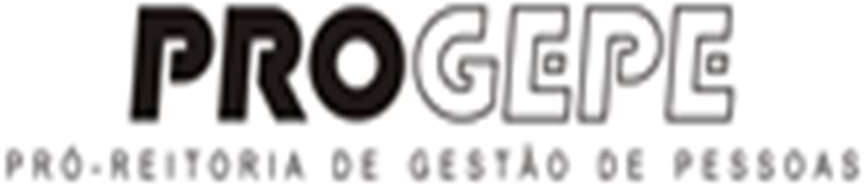 PROGEPE
PRÓ-REITORIA DE GESTÃO DE PESSOAS